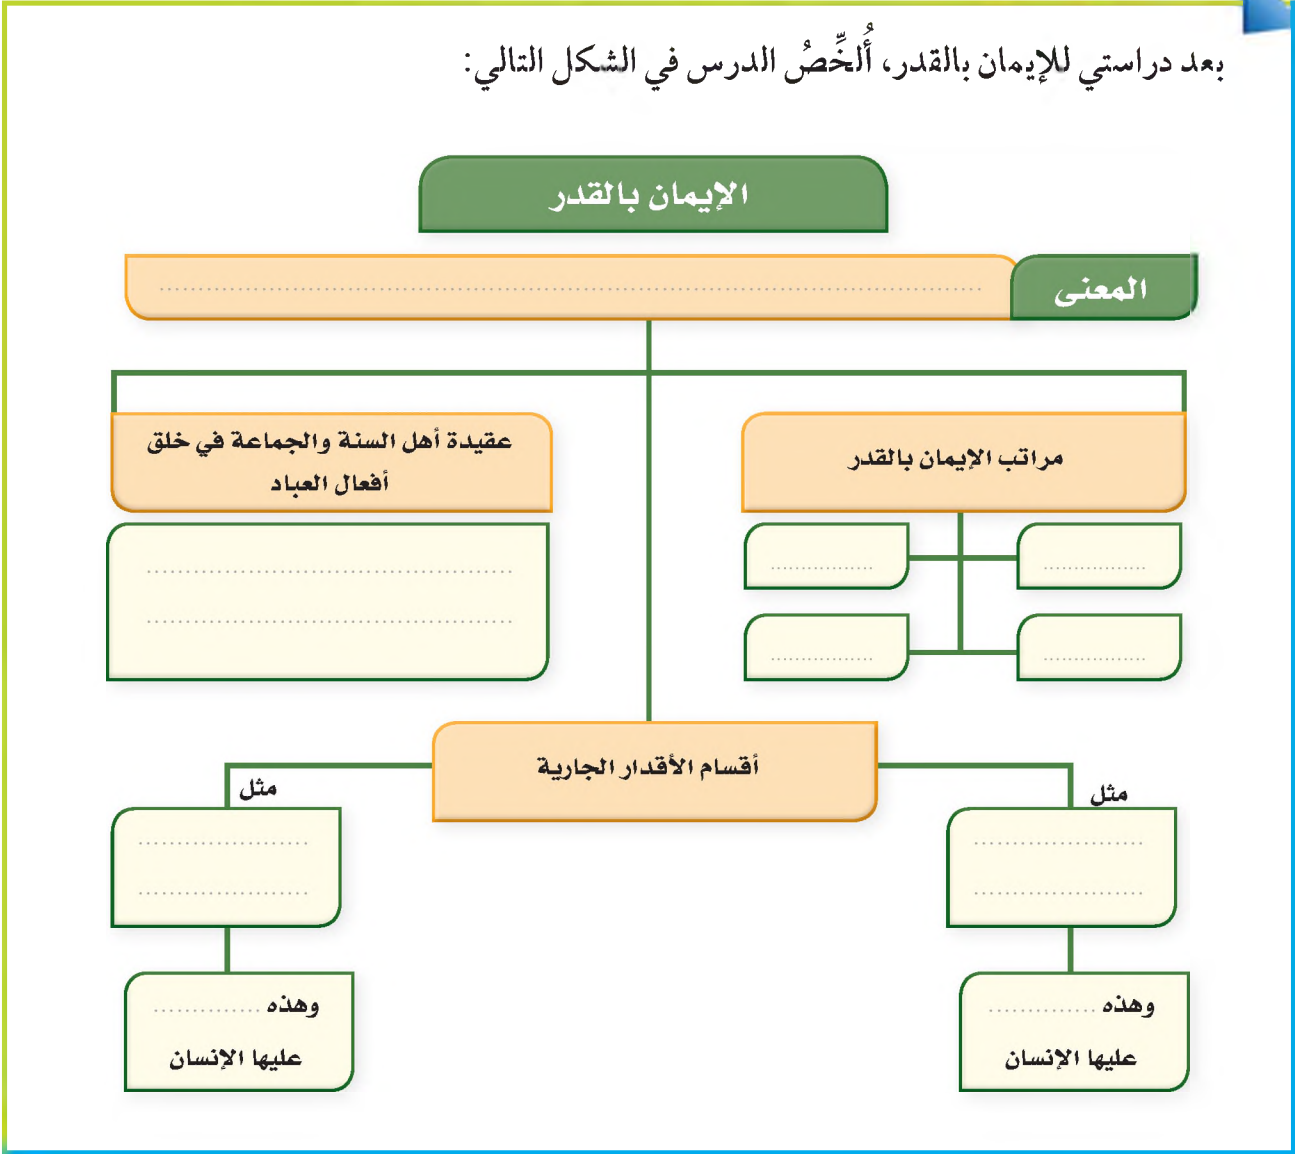 بعد دراستي للإيمان بالقدر، أُلخِّصُ الدرس في الشكل التالي:
الإيمان بالقدر
المعنى
................................................................
مراتب الإيمان بالقدر
................
................
................
................
عقيدة أهل السنة والجماعة في خلق
أفعال العباد
................................................
................................................
أقسام الأقدار الجارية
مثل
......................
......................
وهذه ..............
عليها الإنسان
مثل
......................
......................
وهذه ..............
عليها الإنسان